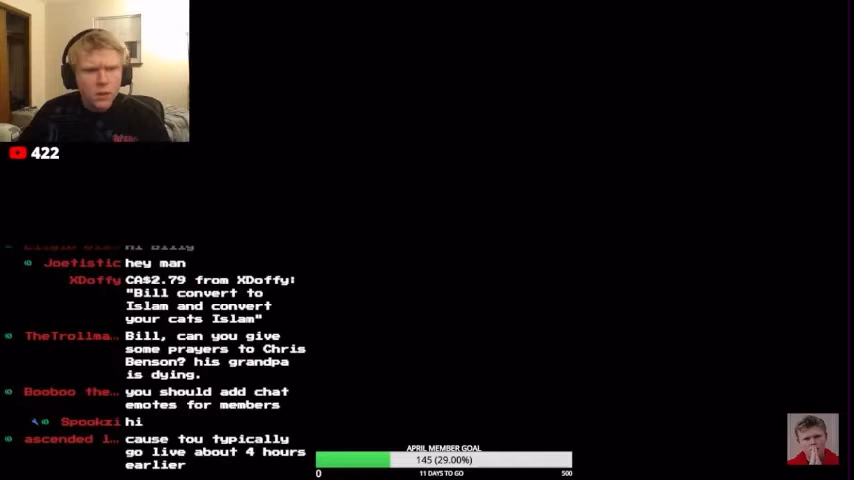 422
hi Billy
Joetistic hey man
XDoffy CA$2.79 from XDoffy:
"Bill convert to
Islam and convert
your cats Islam"
TheTrollma… Bill, can you give
some prayers to Chris
Benson? his grandpa
is dying.
Booboo the… you should add chat
emotes for members
Spookzi hi
ascended l… cause tou typically
go live about 4 hours
earlier
APRIL MEMBER GOAL
145 (29.00%)
0 11 DAYS TO GO 500